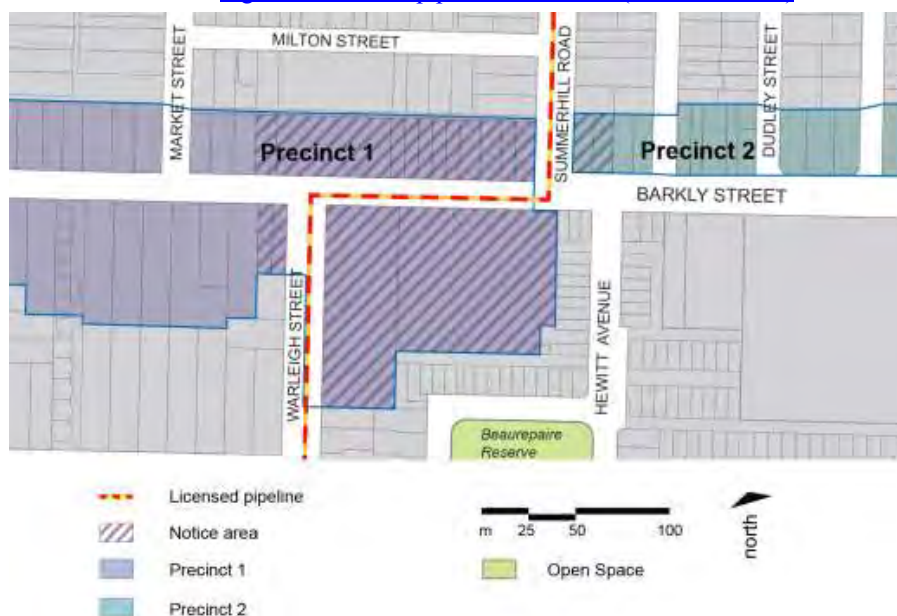 MILTON STREET
MARKET STREET
SUMMERHILL ROAD
DUDLEY STREET
Precinct 1
Precinct 2
BARKLY STREET
WARLEIGH STREET
HEWITT AVENUE
Beaurepaire
Reserve
Licensed pipeline
Notice area
Precinct 1
Precinct 2
m 25 50 100
Open Space
north